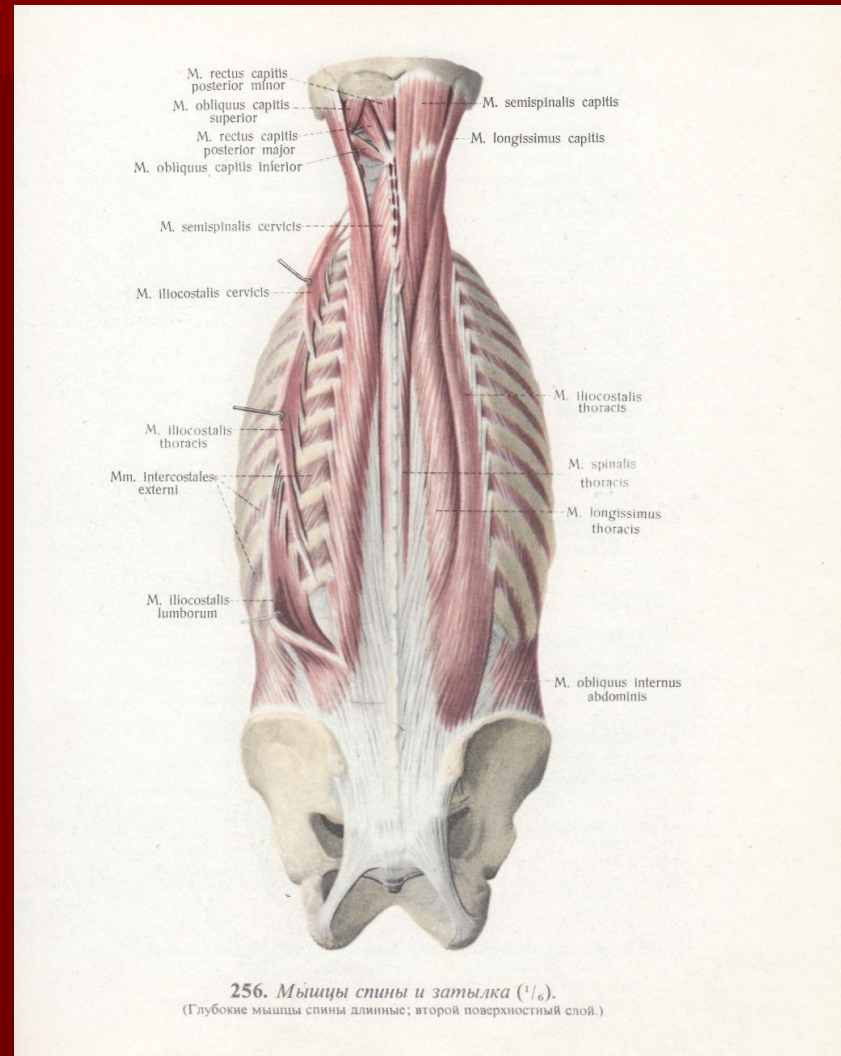 M. rectus capitis
posterior minor
M. obliquus capitis
superior
M. rectus capitis
posterior major
M. obliquus capitis inferior
M. semispinalis cervicis
M. iliocostalis cervicis
M. iliocostalis
thoracis
Mm. intercostales
externi
M. iliocostalis
lumborum
M. semispinalis capitis
M. longissimus capitis
M. iliocostalis
thoracis
M. spinalis
thoracis
M. longissimus
thoracis
M. obliquus internus
abdominis
256. Мышцы спины и затылка (¹/₆).
(Глубокие мышцы спины длинные; второй поверхностный слой.)